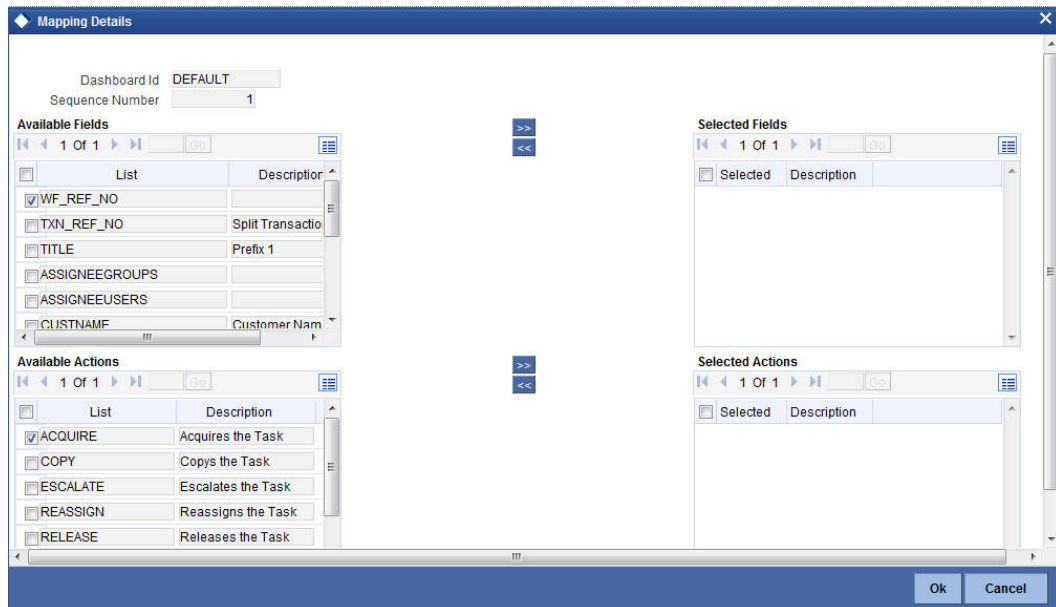 Mapping Details
Dashboard Id DEFAULT
Sequence Number 1
Available Fields
1 Of 1 Go
List Description
WF_REF_NO
TXN_REF_NO Split Transactio
TITLE Prefix 1
ASSIGNEEGROUPS
ASSIGNEEUSERS
CUSTNAME Customer Nam
>>
<<
Selected Fields
1 Of 1 Go
Selected Description
Available Actions
1 Of 1 Go
List Description
ACQUIRE Acquires the Task
COPY Copys the Task
ESCALATE Escalates the Task
REASSIGN Reassigns the Task
RELEASE Releases the Task
>>
<<
Selected Actions
1 Of 1 Go
Selected Description
Ok Cancel